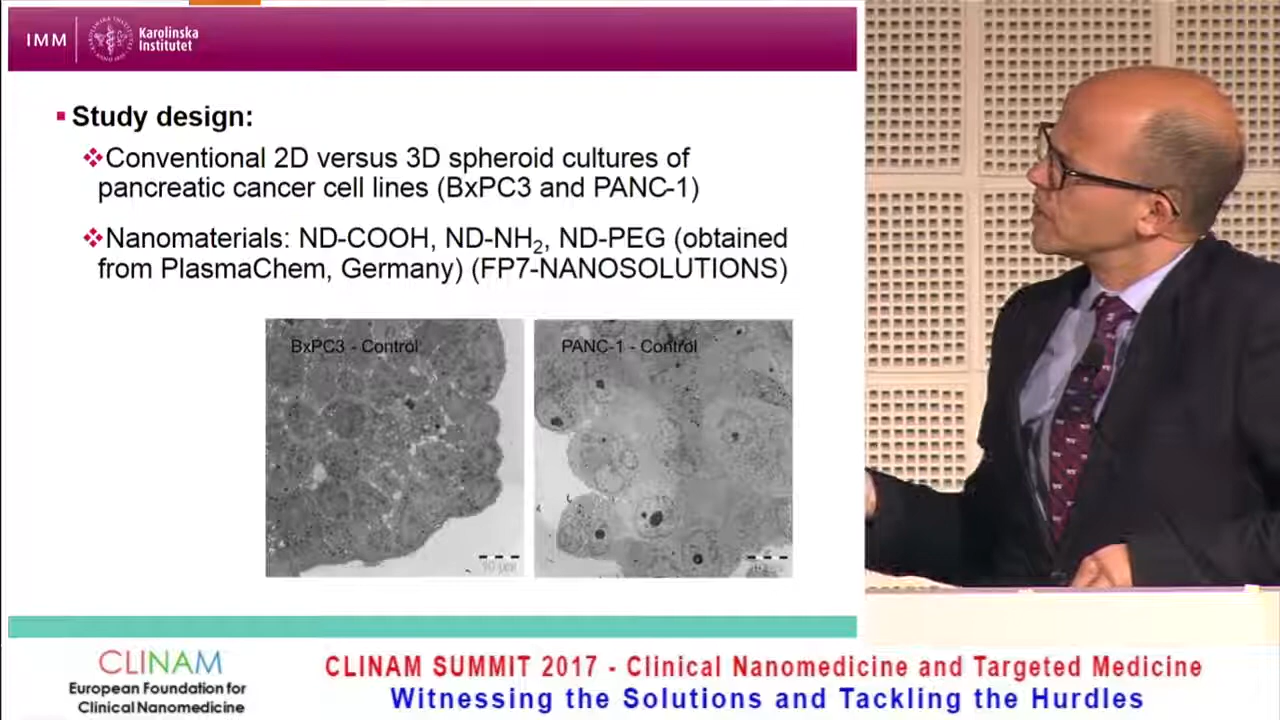 IMM
Karolinska
Institutet
Study design:
Conventional 2D versus 3D spheroid cultures of
pancreatic cancer cell lines (BxPC3 and PANC-1)
Nanomaterials: ND-COOH, ND-NH₂, ND-PEG (obtained
from PlasmaChem, Germany) (FP7-NANOSOLUTIONS)
BxPC3 - Control
PANC-1 - Control
10 µm
CLINAM
European Foundation for
Clinical Nanomedicine
CLINAM SUMMIT 2017 - Clinical Nanomedicine and Targeted Medicine
Witnessing the Solutions and Tackling the Hurdles